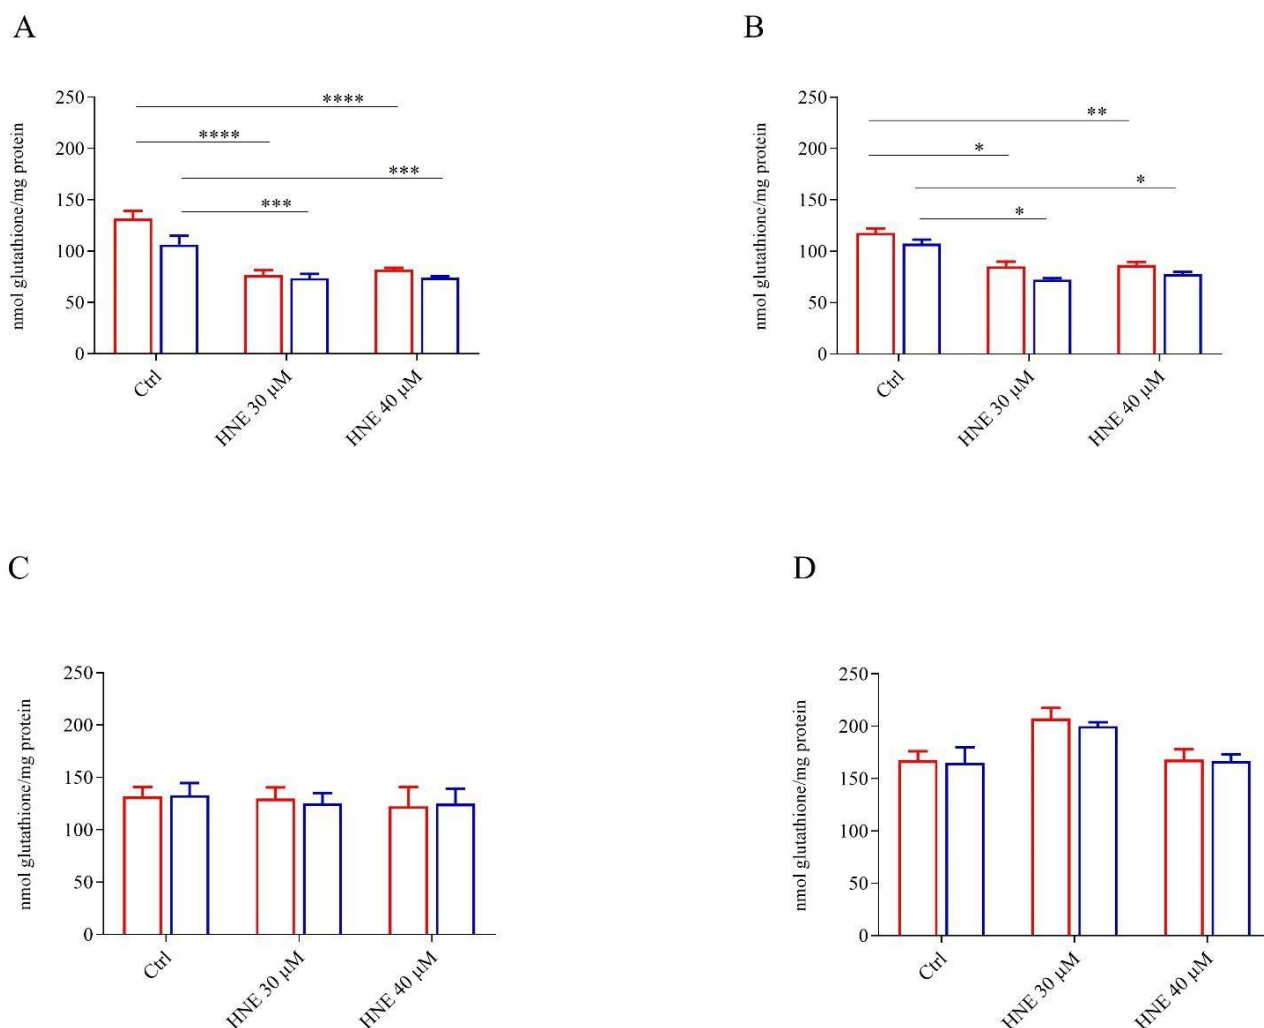 A
nmol glutathione/mg protein
250
200
150
100
50
0
****
****
***
***
Ctrl
HNE 30 µM
HNE 40 µM
B
nmol glutathione/mg protein
250
200
150
100
50
0
**
*
*
*
Ctrl
HNE 30 µM
HNE 40 µM
C
nmol glutathione/mg protein
250
200
150
100
50
0
Ctrl
HNE 30 µM
HNE 40 µM
D
nmol glutathione/mg protein
250
200
150
100
50
0
Ctrl
HNE 30 µM
HNE 40 µM